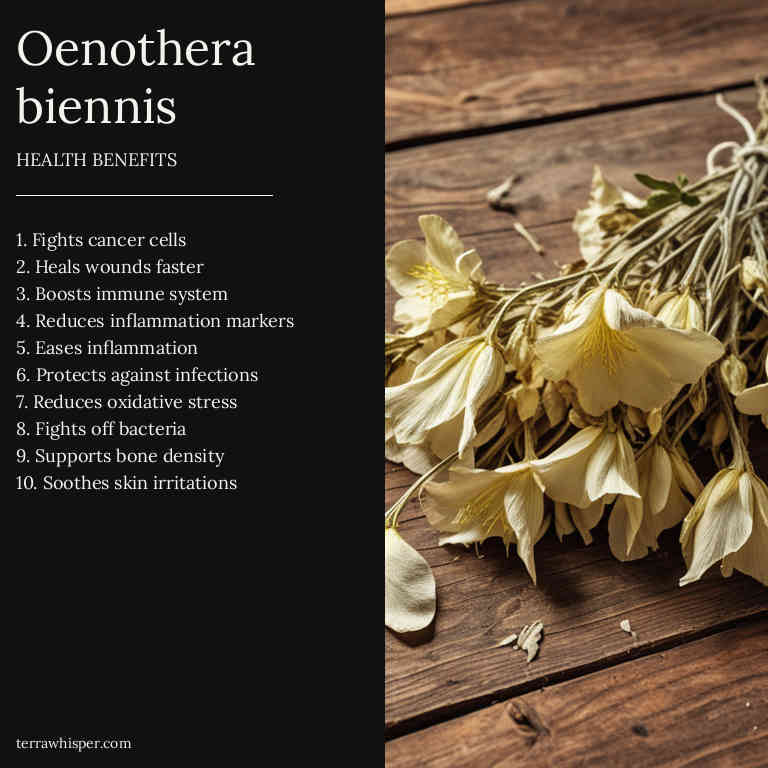 Oenothera
biennis
HEALTH BENEFITS
1. Fights cancer cells
2. Heals wounds faster
3. Boosts immune system
4. Reduces inflammation markers
5. Eases inflammation
6. Protects against infections
7. Reduces oxidative stress
8. Fights off bacteria
9. Supports bone density
10. Soothes skin irritations
terrawhisper.com